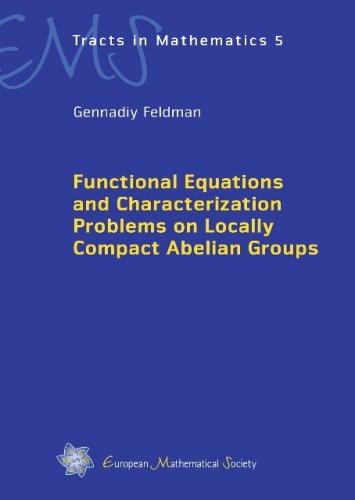 EMS
Tracts in Mathematics 5
Gennadiy Feldman
Functional Equations
and Characterization
Problems on Locally
Compact Abelian Groups
European Mathematical Society